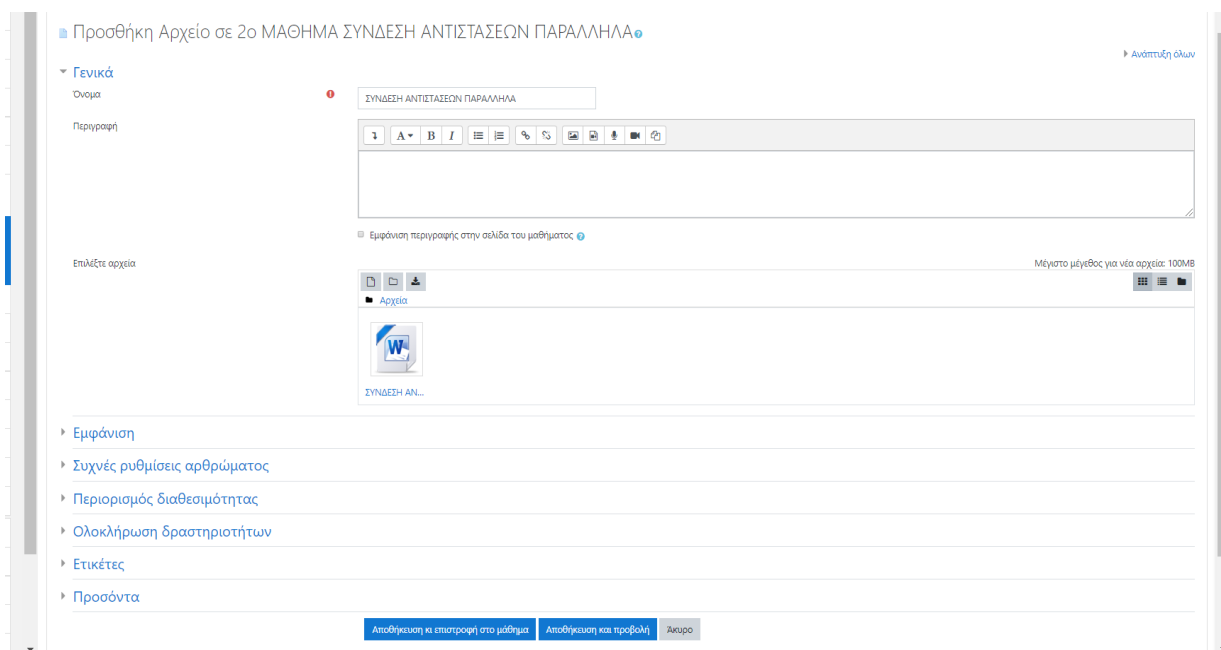 Προσθήκη Αρχείο σε 2ο ΜΑΘΗΜΑ ΣΥΝΔΕΣΗ ΑΝΤΙΣΤΑΣΕΩΝ ΠΑΡΑΛΛΗΛΑ
Ανάπτυξη όλων
Γενικά
Όνομα
ΣΥΝΔΕΣΗ ΑΝΤΙΣΤΑΣΕΩΝ ΠΑΡΑΛΛΗΛΑ
Περιγραφή
A B I
Εμφάνιση περιγραφής στην σελίδα του μαθήματος
Επιλέξτε αρχεία
Μέγιστο μέγεθος για νέα αρχεία: 100MB
Αρχεία
W
ΣΥΝΔΕΣΗ ΑΝ...
Εμφάνιση
Συχνές ρυθμίσεις αρθρώματος
Περιορισμός διαθεσιμότητας
Ολοκλήρωση δραστηριοτήτων
Ετικέτες
Προσόντα
Αποθήκευση κι επιστροφή στο μάθημα Αποθήκευση και προβολή Άκυρο